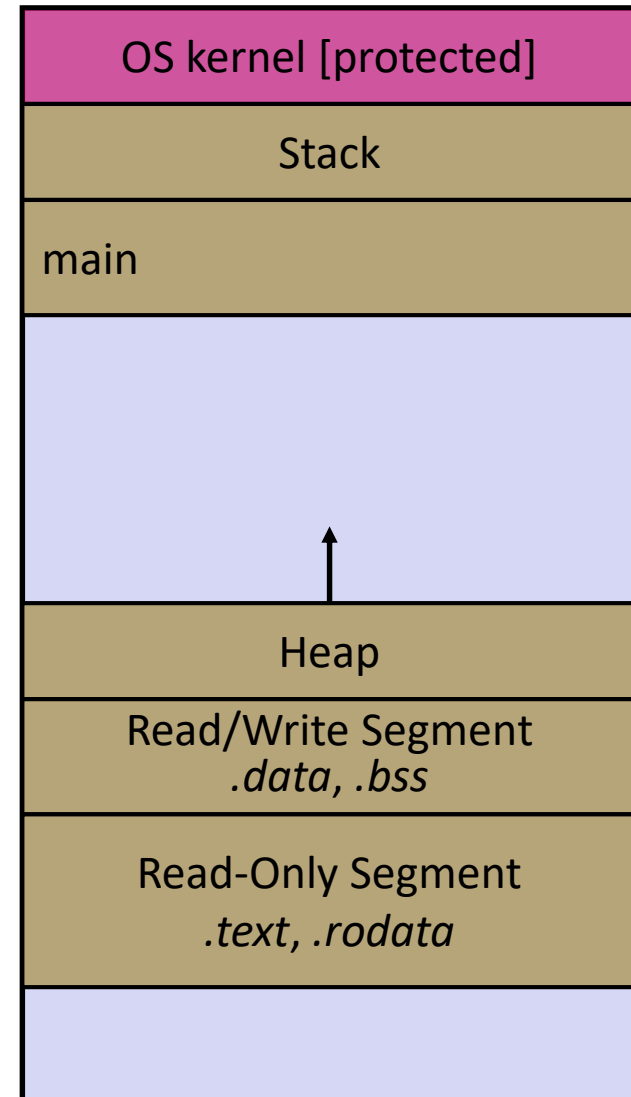 OS kernel [protected]
Stack
main
Heap
Read/Write Segment
.data, .bss
Read-Only Segment
.text, .rodata